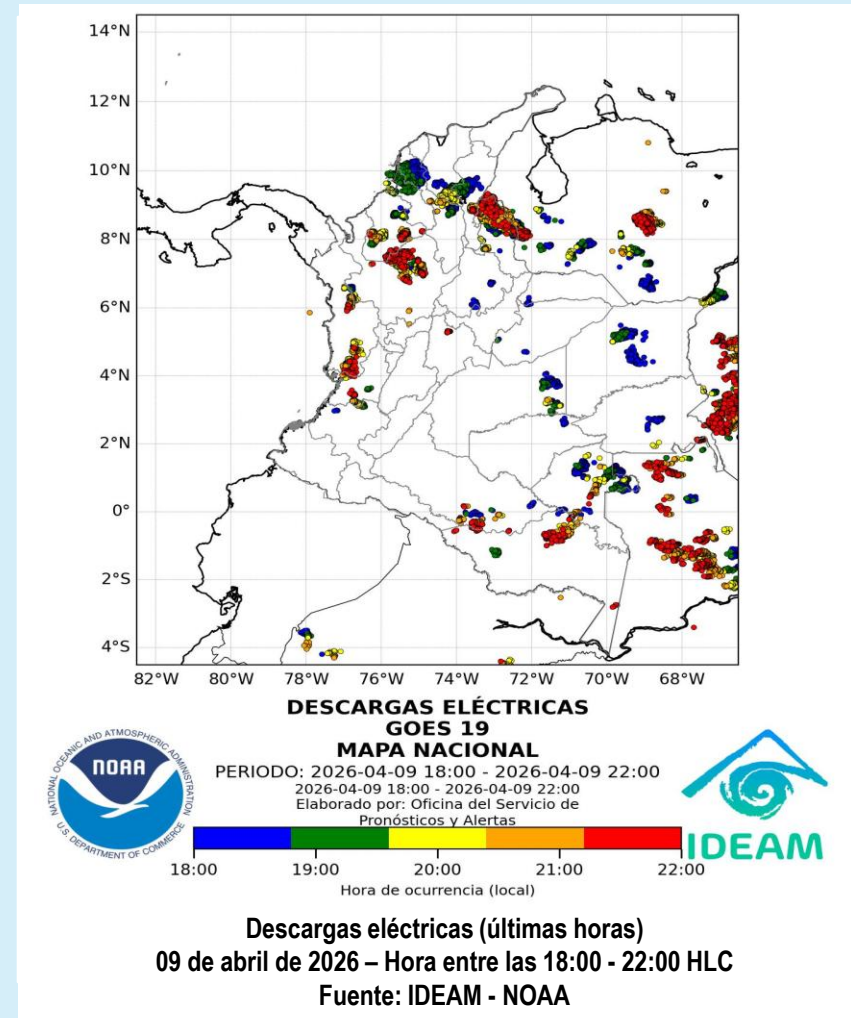 14°N
12°N
10°N
8°N
6°N
4°N
2°N
0°
2°S
4°S
82°W 80°W 78°W 76°W 74°W 72°W 70°W 68°W
DESCARGAS ELÉCTRICAS
GOES 19
MAPA NACIONAL
PERIODO: 2026-04-09 18:00 - 2026-04-09 22:00
2026-04-09 18:00 - 2026-04-09 22:00
Elaborado por: Oficina del Servicio de
Pronósticos y Alertas
NATIONAL OCEANIC AND ATMOSPHERIC ADMINISTRATION
NOAA
U.S. DEPARTMENT OF COMMERCE
IDEAM
18:00 19:00 20:00 21:00 22:00
Hora de ocurrencia (local)
Descargas eléctricas (últimas horas)
09 de abril de 2026 – Hora entre las 18:00 - 22:00 HLC
Fuente: IDEAM - NOAA